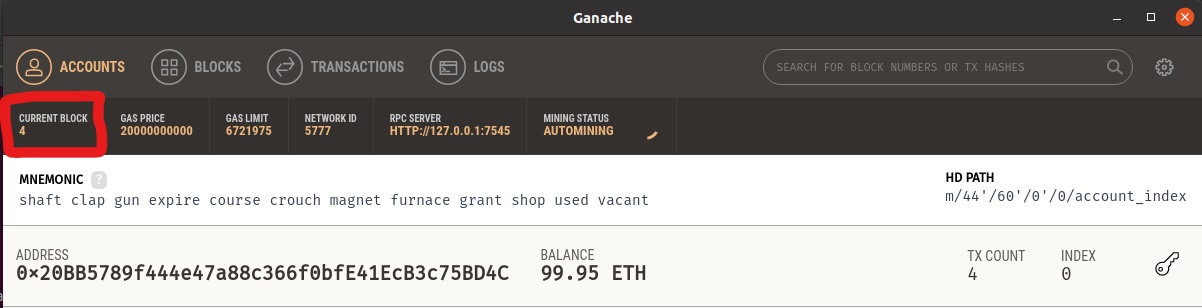 Ganache
ACCOUNTS BLOCKS TRANSACTIONS LOGS SEARCH FOR BLOCK NUMBERS OR TX HASHES
CURRENT BLOCK GAS PRICE GAS LIMIT NETWORK ID RPC SERVER MINING STATUS
4 20000000000 6721975 5777 HTTP://127.0.0.1:7545 AUTOMINING
MNEMONIC ? HD PATH
shaft clap gun expire course crouch magnet furnace grant shop used vacant m/44'/60'/0'/0/account_index
ADDRESS BALANCE TX COUNT INDEX
0×20BB5789f444e47a88c366f0bfE41EcB3c75BD4C 99.95 ETH 4 0